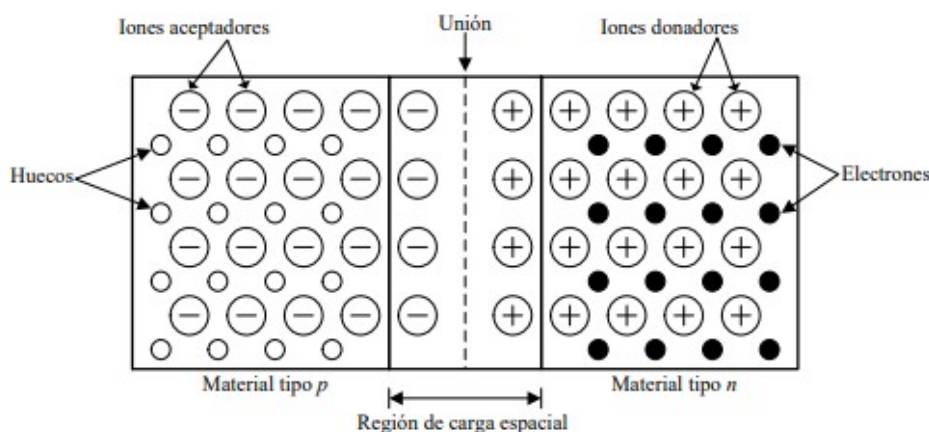 Iones aceptadores
Unión
Iones donadores
Huecos
Electrones
Material tipo p
Material tipo n
Región de carga espacial